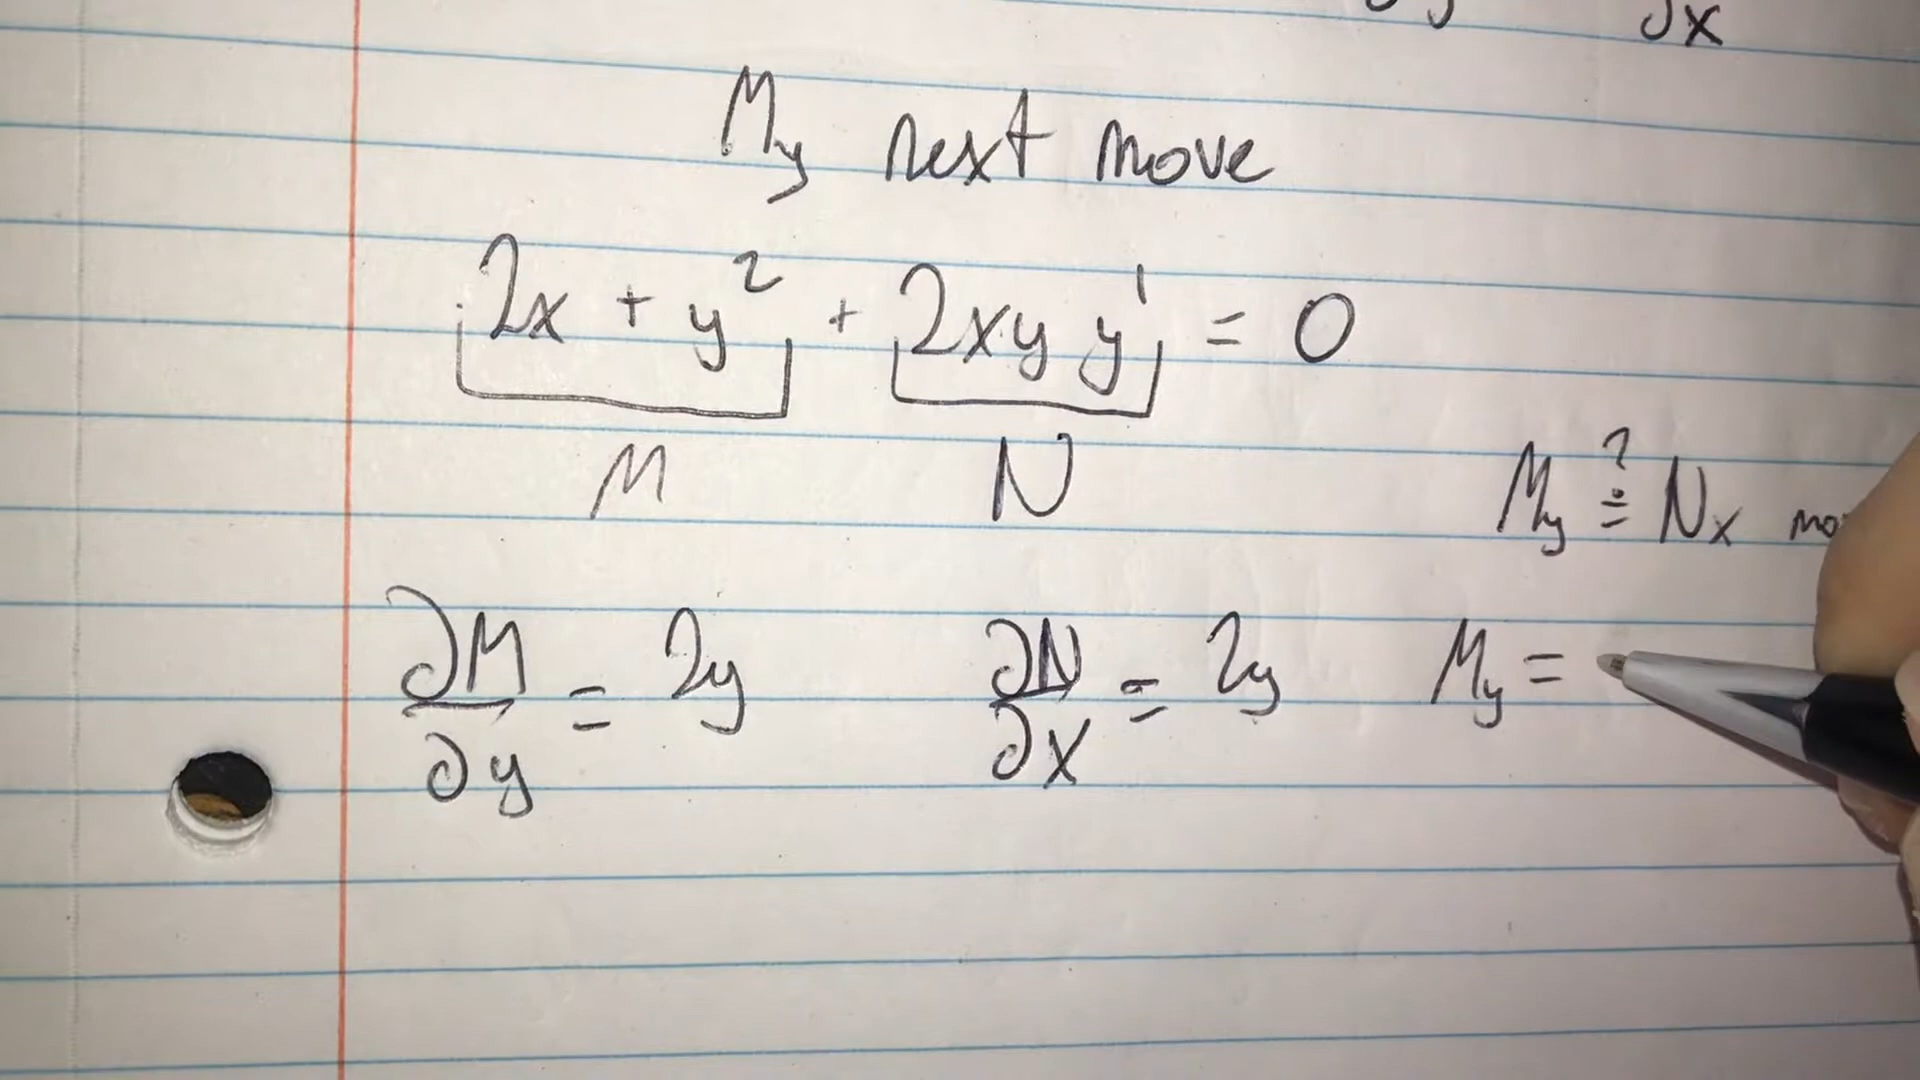 ∂x
My next move
2x + y² + 2xy y' = 0
M N
My ≟ Nx
∂M/∂y = 2y ∂N/∂x = 2y My =